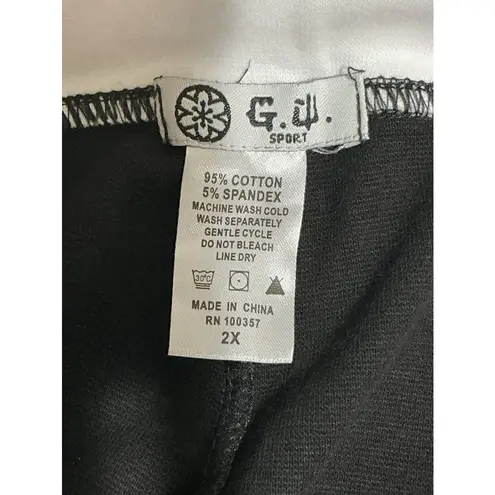 G.W.
SPORT
95% COTTON
5% SPANDEX
MACHINE WASH COLD
WASH SEPARATELY
GENTLE CYCLE
DO NOT BLEACH
LINE DRY
30°C
MADE IN CHINA
RN 100357
2X